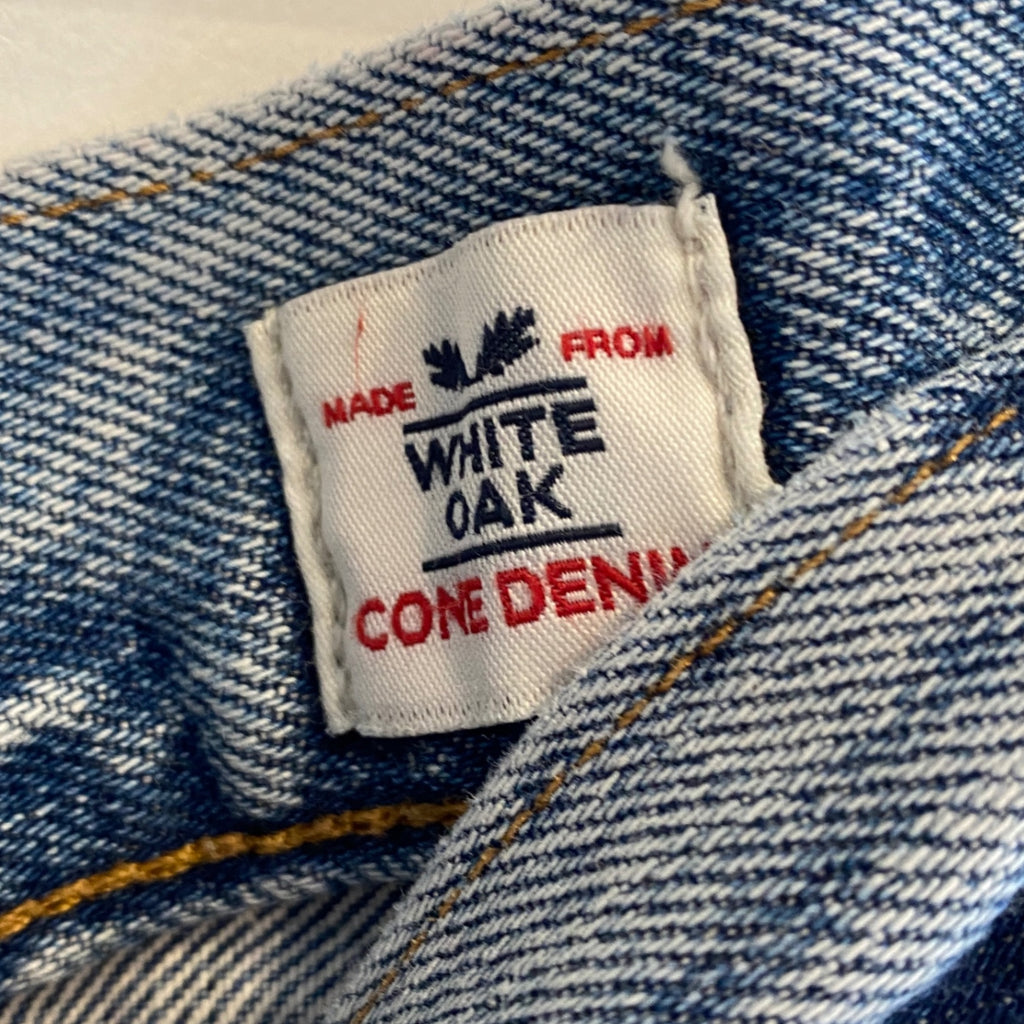 MADE FROM
WHITE
OAK
CONE DENI